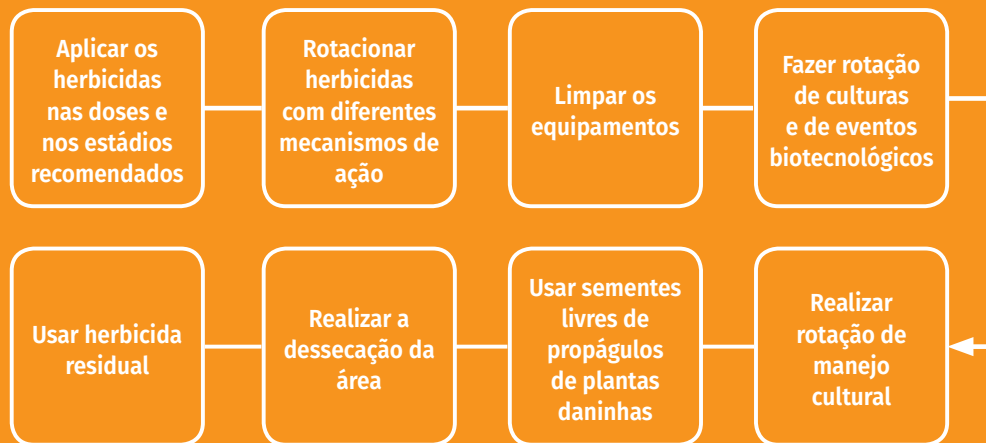 Aplicar os
herbicidas
nas doses e
nos estádios
recomendados
Rotacionar
herbicidas
com diferentes
mecanismos de
ação
Limpar os
equipamentos
Fazer rotação
de culturas
e de eventos
biotecnológicos
Realizar
rotação de
manejo
cultural
Usar sementes
livres de
propágulos
de plantas
daninhas
Realizar a
dessecação da
área
Usar herbicida
residual